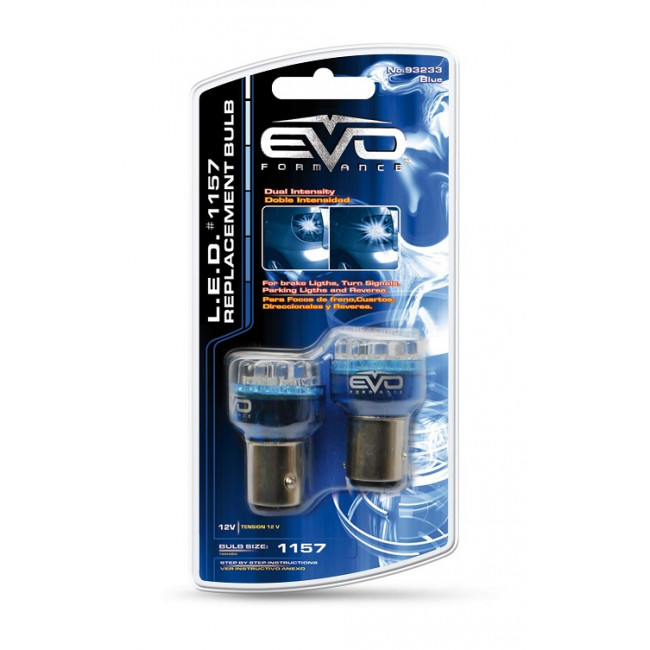 No.93233
Blue
EVO
FORMANCE
Dual Intensity
Doble Intensidad
For brake Ligths, Turn Signals,
Parking Ligths and Reverse.
Para Focos de freno,Cuartos,
Direccionales y Reversa.
L.E.D. #1157
REPLACEMENT BULB
EVO
FORMANCE
12V | TENSION 12 V
BULB SIZE: 1157
STEP BY STEP INSTRUCTIONS
VER INSTRUCTIVO ANEXO